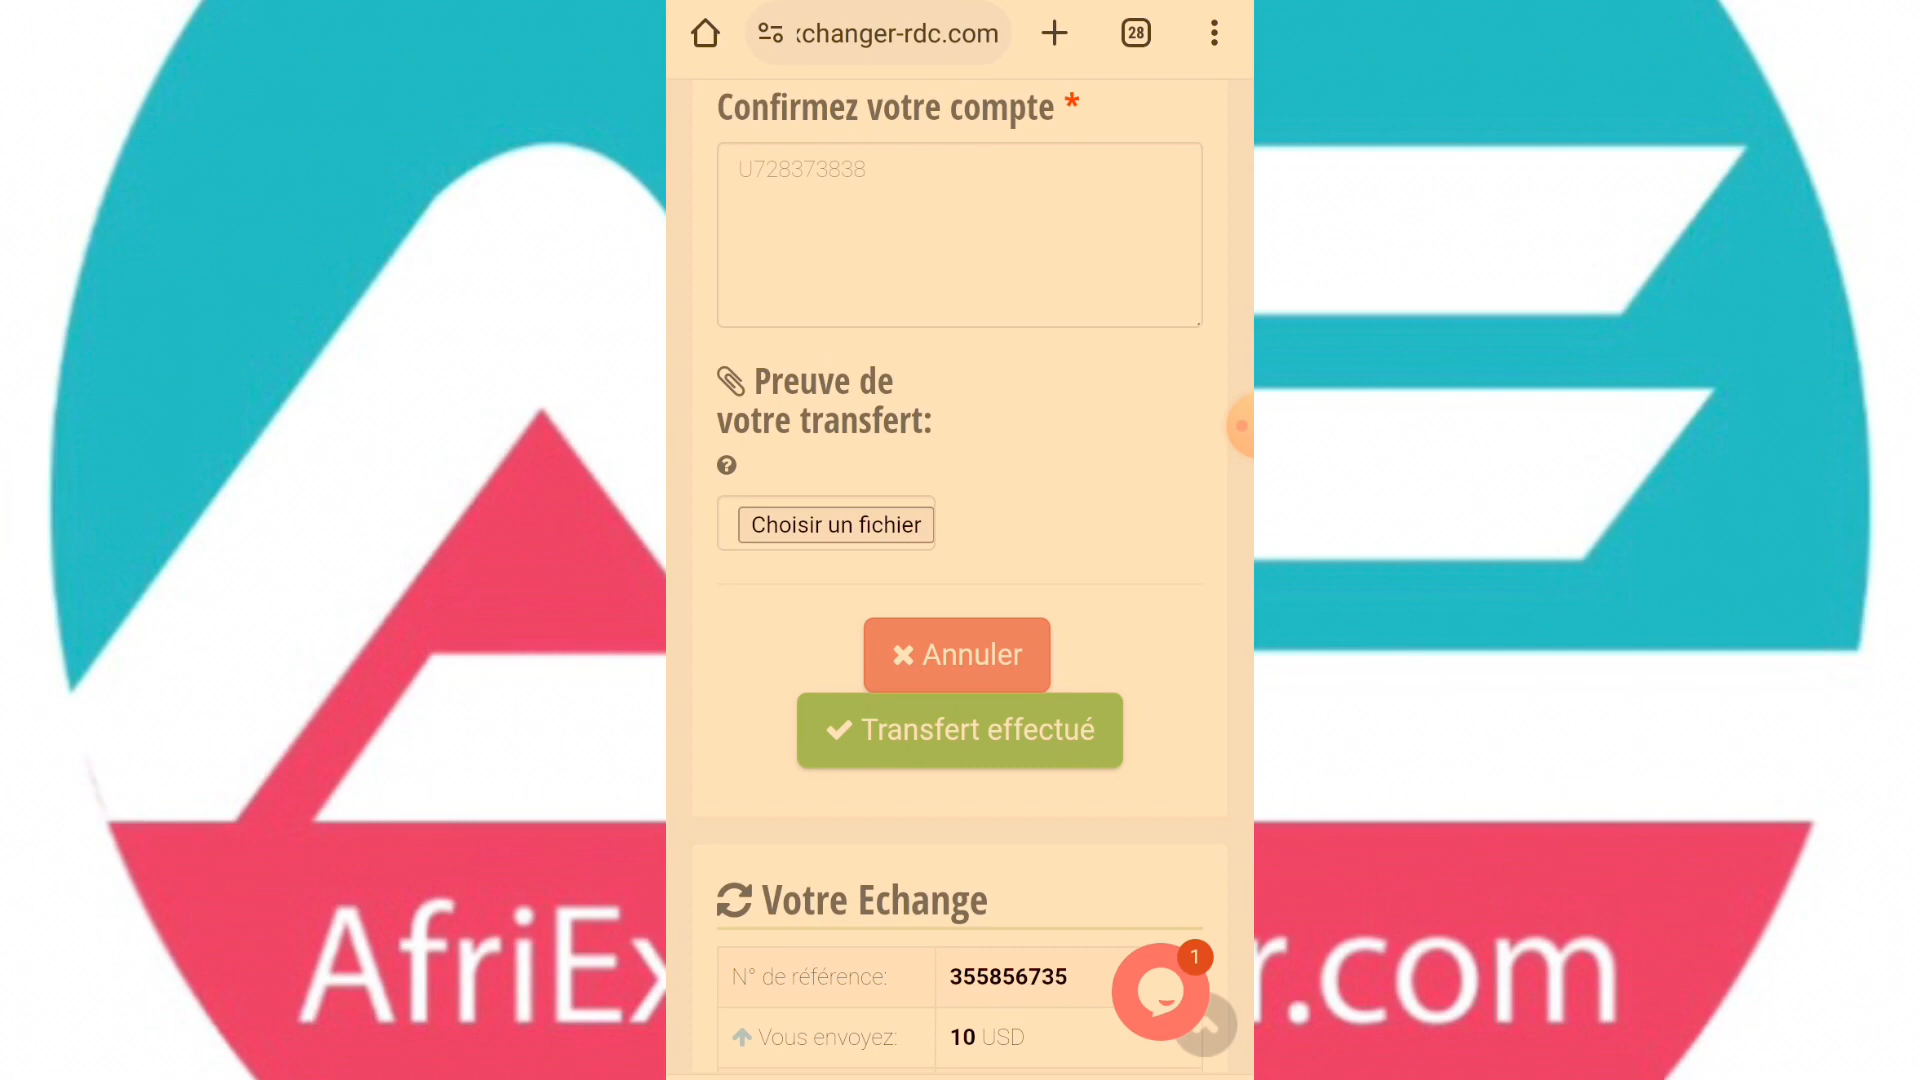 xchanger-rdc.com
28
Confirmez votre compte *
U728373838
Preuve de
votre transfert:
Choisir un fichier
Annuler
Transfert effectué
Votre Echange
N° de référence: 355856735
1
Vous envoyez: 10 USD
AfriEx
r.com